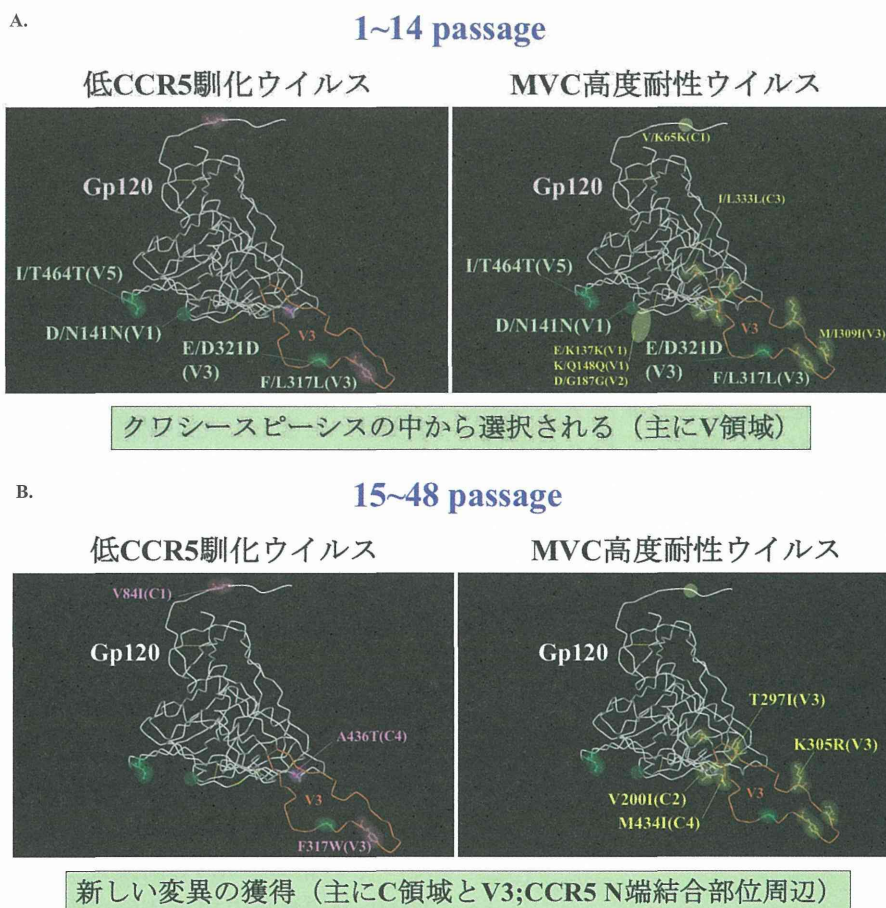 A.
1~14 passage
低CCR5馴化ウイルス
MVC高度耐性ウイルス
Gp120
I/T464T(V5)
D/N141N(V1)
E/D321D
(V3)
V3
F/L317L(V3)
V/K65K(C1)
Gp120
I/L333L(C3)
I/T464T(V5)
D/N141N(V1)
E/K137K(V1)
K/Q148Q(V1)
D/G187G(V2)
E/D321D
(V3)
V3
M/I309I(V3)
F/L317L(V3)
クワシースピーシスの中から選択される（主にV領域）
B.
15~48 passage
低CCR5馴化ウイルス
MVC高度耐性ウイルス
V84I(C1)
Gp120
A436T(C4)
V3
F317W(V3)
Gp120
T297I(V3)
K305R(V3)
V3
V200I(C2)
M434I(C4)
新しい変異の獲得（主にC領域とV3;CCR5 N端結合部位周辺）